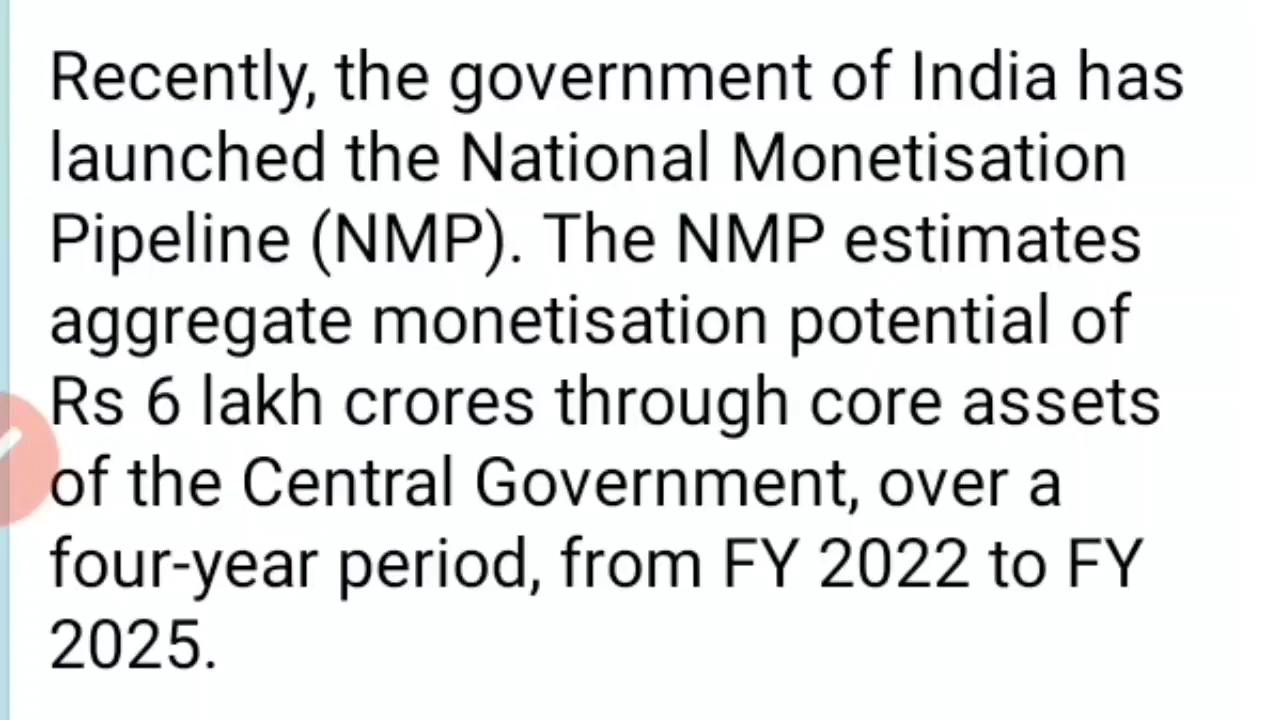 Recently, the government of India has
launched the National Monetisation
Pipeline (NMP). The NMP estimates
aggregate monetisation potential of
Rs 6 lakh crores through core assets
of the Central Government, over a
four-year period, from FY 2022 to FY
2025.